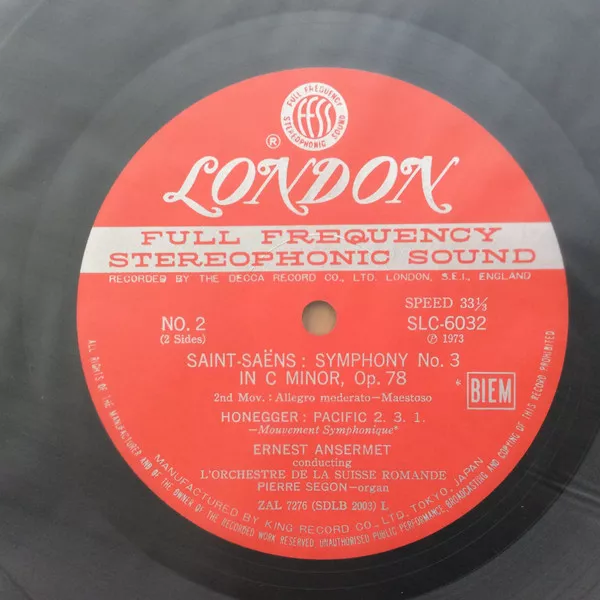 FULL FREQUENCY
FFSS
STEREOPHONIC SOUND
®
LONDON
FULL FREQUENCY
STEREOPHONIC SOUND
RECORDED BY THE DECCA RECORD CO., LTD. LONDON, S.E.I., ENGLAND
SPEED 33⅓
NO. 2
(2 Sides)
SLC-6032
℗ 1973
SAINT-SAËNS : SYMPHONY No. 3
IN C MINOR, Op. 78
2nd Mov : Allegro moderato—Maestoso
* BIEM
HONEGGER : PACIFIC 2. 3. 1.
—Mouvement Symphonique*
ERNEST ANSERMET
conducting
L'ORCHESTRE DE LA SUISSE ROMANDE
PIERRE SEGON—organ
ZAL 7276 (SDLB 2003) L
MANUFACTURED BY KING RECORD CO., LTD. TOKYO, JAPAN
ALL RIGHTS OF THE MANUFACTURER AND OF THE OWNER OF THE RECORDED WORK RESERVED UNAUTHORISED PUBLIC PERFORMANCE, BROADCASTING AND COPYING OF THIS RECORD PROHIBITED